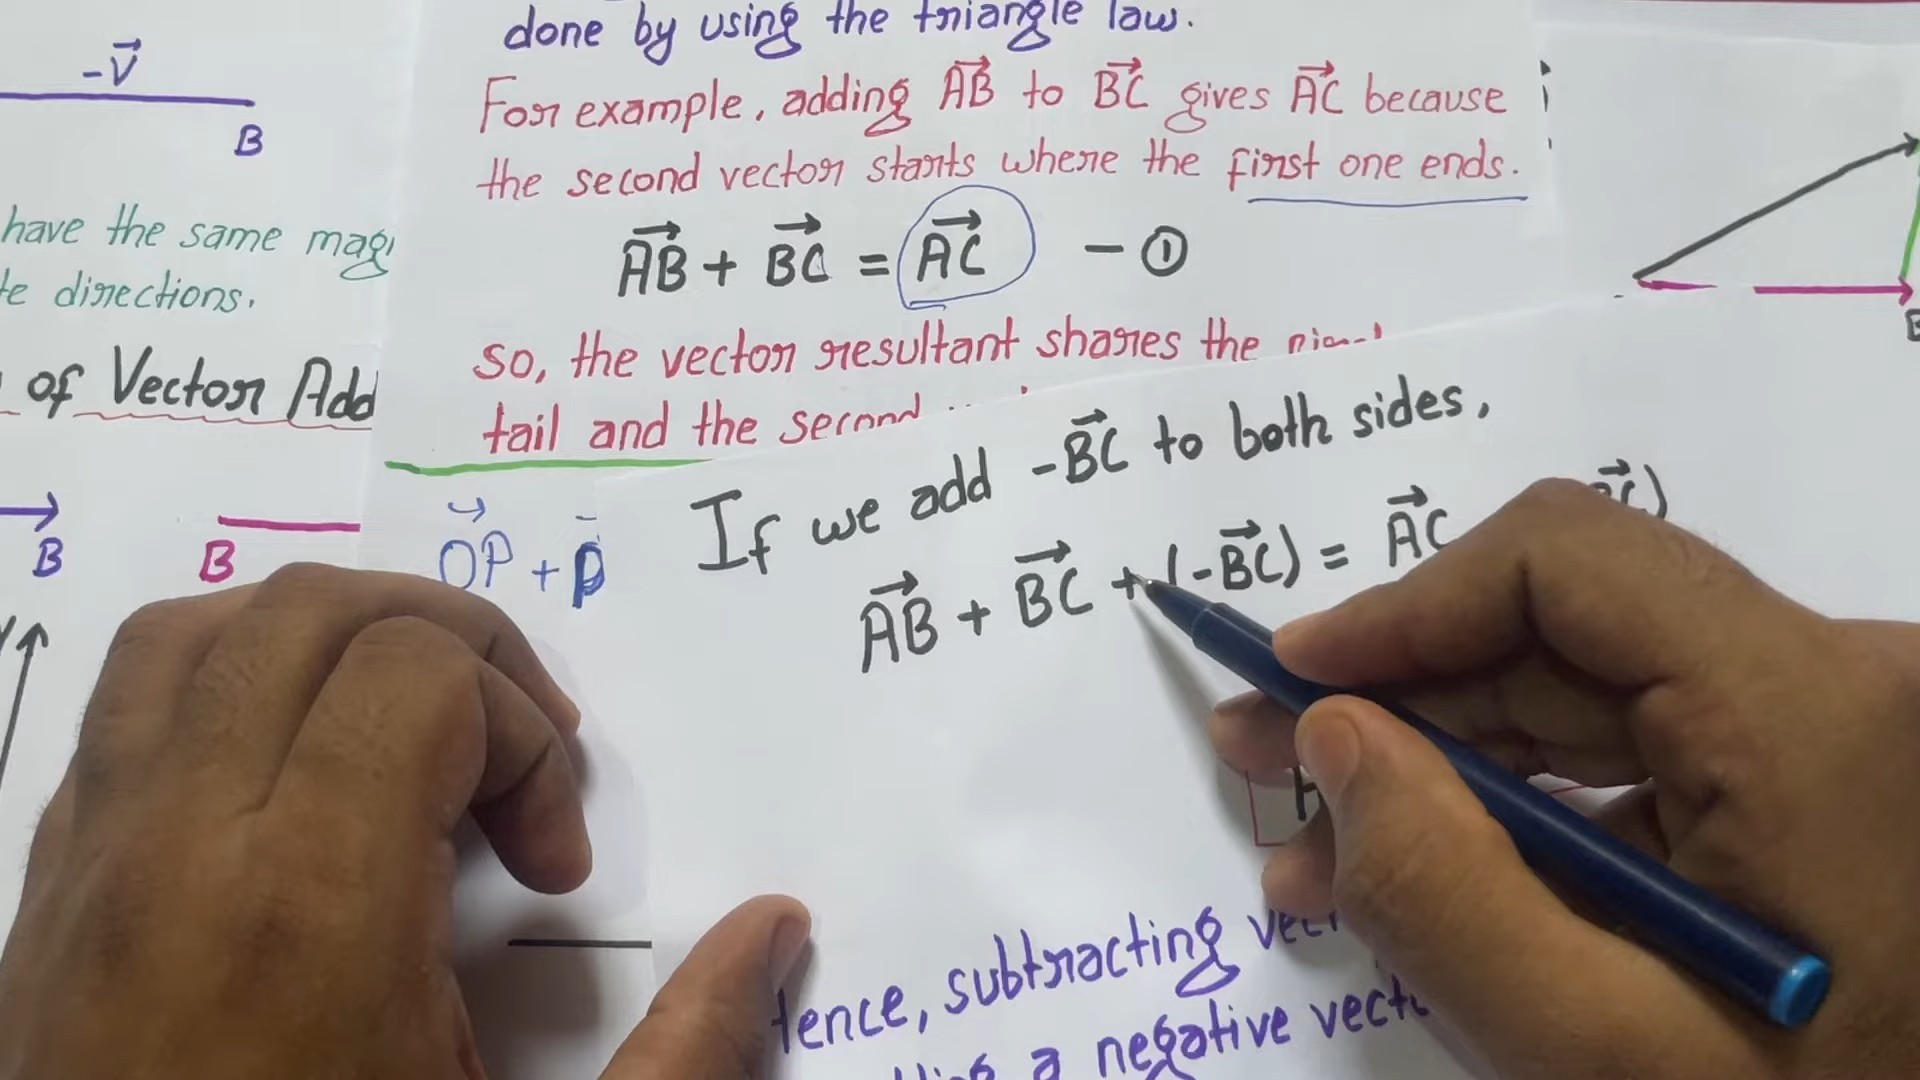 -V⃗
B
have the same
te directions.
of Vector Add
B
B
done by using the triangle law.
For example, adding A⃗B⃗ to B⃗C⃗ gives A⃗C⃗ because
the second vector starts where the first one ends.
A⃗B⃗ + B⃗C⃗ = A⃗C⃗ - ①
So, the vector resultant shares the
tail and the second
O⃗P⃗ + P
If we add -B⃗C⃗ to both sides,
A⃗B⃗ + B⃗C⃗ + (-B⃗C⃗) = A⃗C⃗
Hence, subtracting
a negative